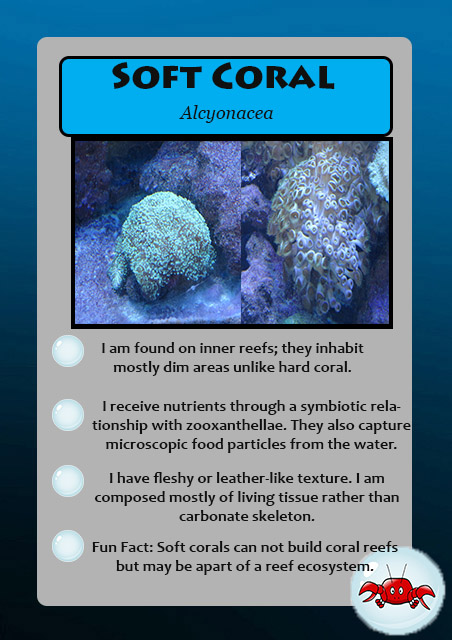 Soft Coral
Alcyonacea
I am found on inner reefs; they inhabit
mostly dim areas unlike hard coral.
I receive nutrients through a symbiotic rela-
tionship with zooxanthellae. They also capture
microscopic food particles from the water.
I have fleshy or leather-like texture. I am
composed mostly of living tissue rather than
carbonate skeleton.
Fun Fact: Soft corals can not build coral reefs
but may be apart of a reef ecosystem.